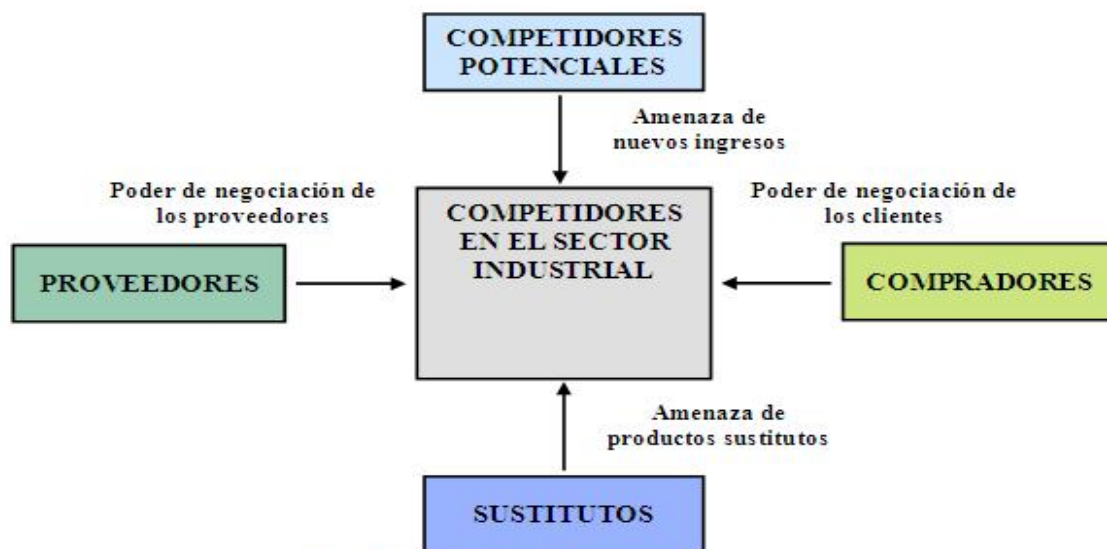 COMPETIDORES
POTENCIALES
Amenaza de
nuevos ingresos
Poder de negociación de
los proveedores
COMPETIDORES
EN EL SECTOR
INDUSTRIAL
Poder de negociación de
los clientes
PROVEEDORES
COMPRADORES
Amenaza de
productos sustitutos
SUSTITUTOS